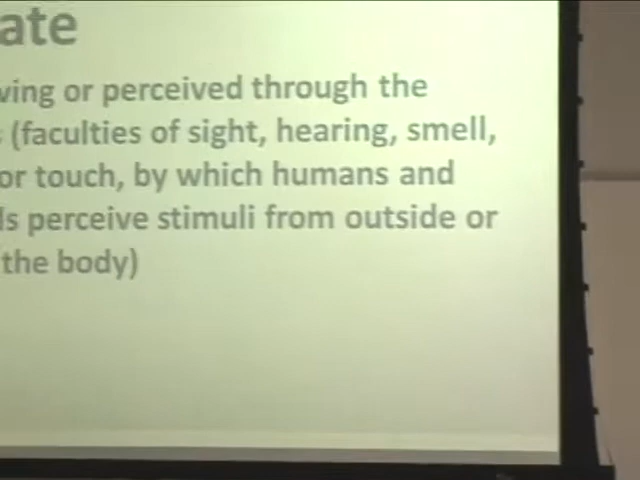 ate
ving or perceived through the
(faculties of sight, hearing, smell,
or touch, by which humans and
ls perceive stimuli from outside or
the body)